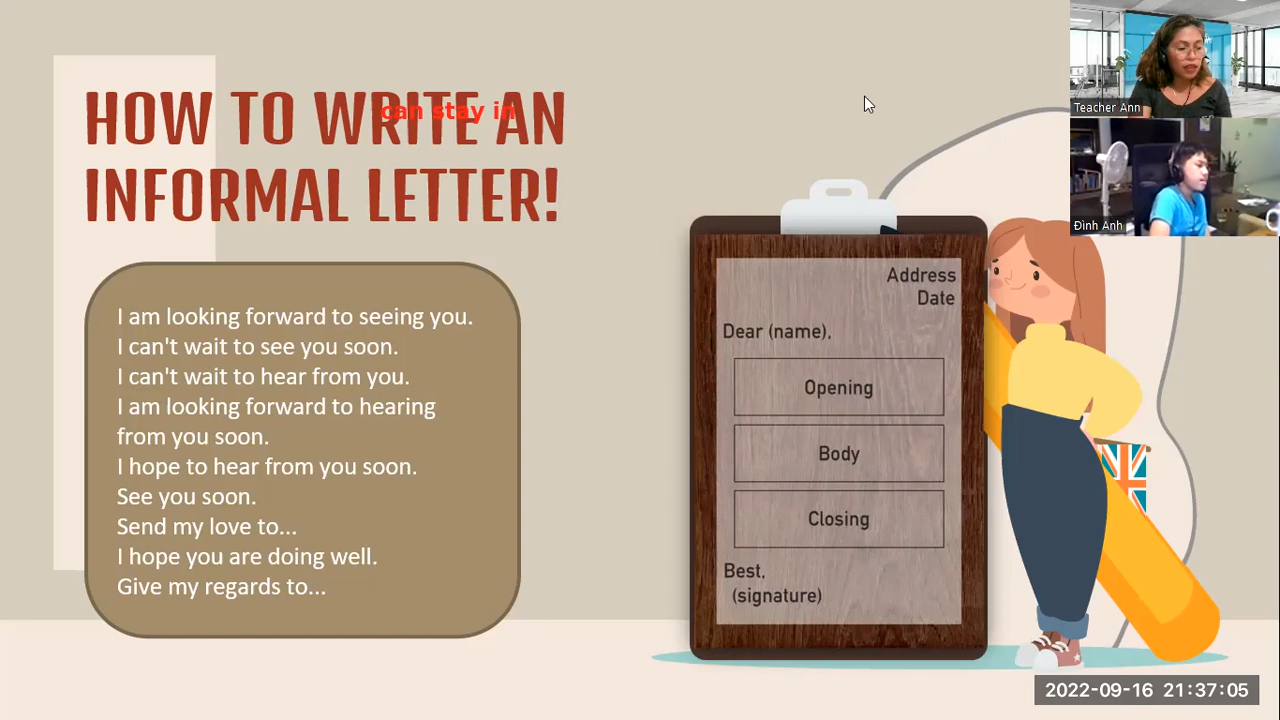 HOW TO WRITE AN
can stay in
INFORMAL LETTER!
I am looking forward to seeing you.
I can't wait to see you soon.
I can't wait to hear from you.
I am looking forward to hearing
from you soon.
I hope to hear from you soon.
See you soon.
Send my love to...
I hope you are doing well.
Give my regards to...
Address
Date
Dear (name),
Opening
Body
Closing
Best,
(signature)
Teacher Ann
Đình Anh
2022-09-16 21:37:05